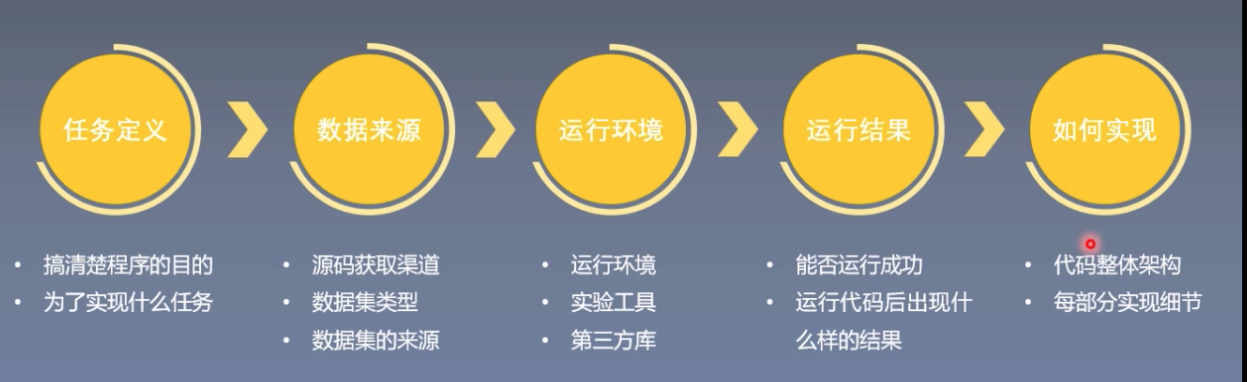 任务定义
数据来源
运行环境
运行结果
如何实现
• 搞清楚程序的目的
• 为了实现什么任务
• 源码获取渠道
• 数据集类型
• 数据集的来源
• 运行环境
• 实验工具
• 第三方库
• 能否运行成功
• 运行代码后出现什
么样的结果
• 代码整体架构
• 每部分实现细节